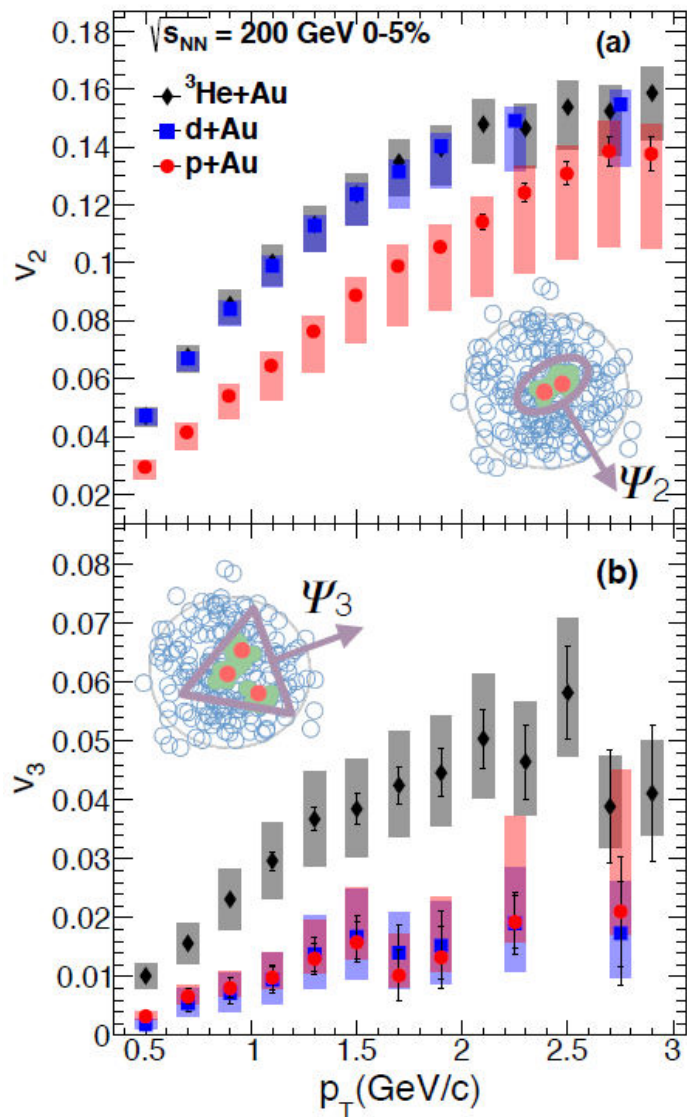 √s_NN = 200 GeV 0-5%
(a)
³He+Au
d+Au
p+Au
v₂
0.18
0.16
0.14
0.12
0.1
0.08
0.06
0.04
0.02
Ψ₂
(b)
Ψ₃
v₃
0.08
0.07
0.06
0.05
0.04
0.03
0.02
0.01
0
0.5 1 1.5 2 2.5 3
p_T(GeV/c)